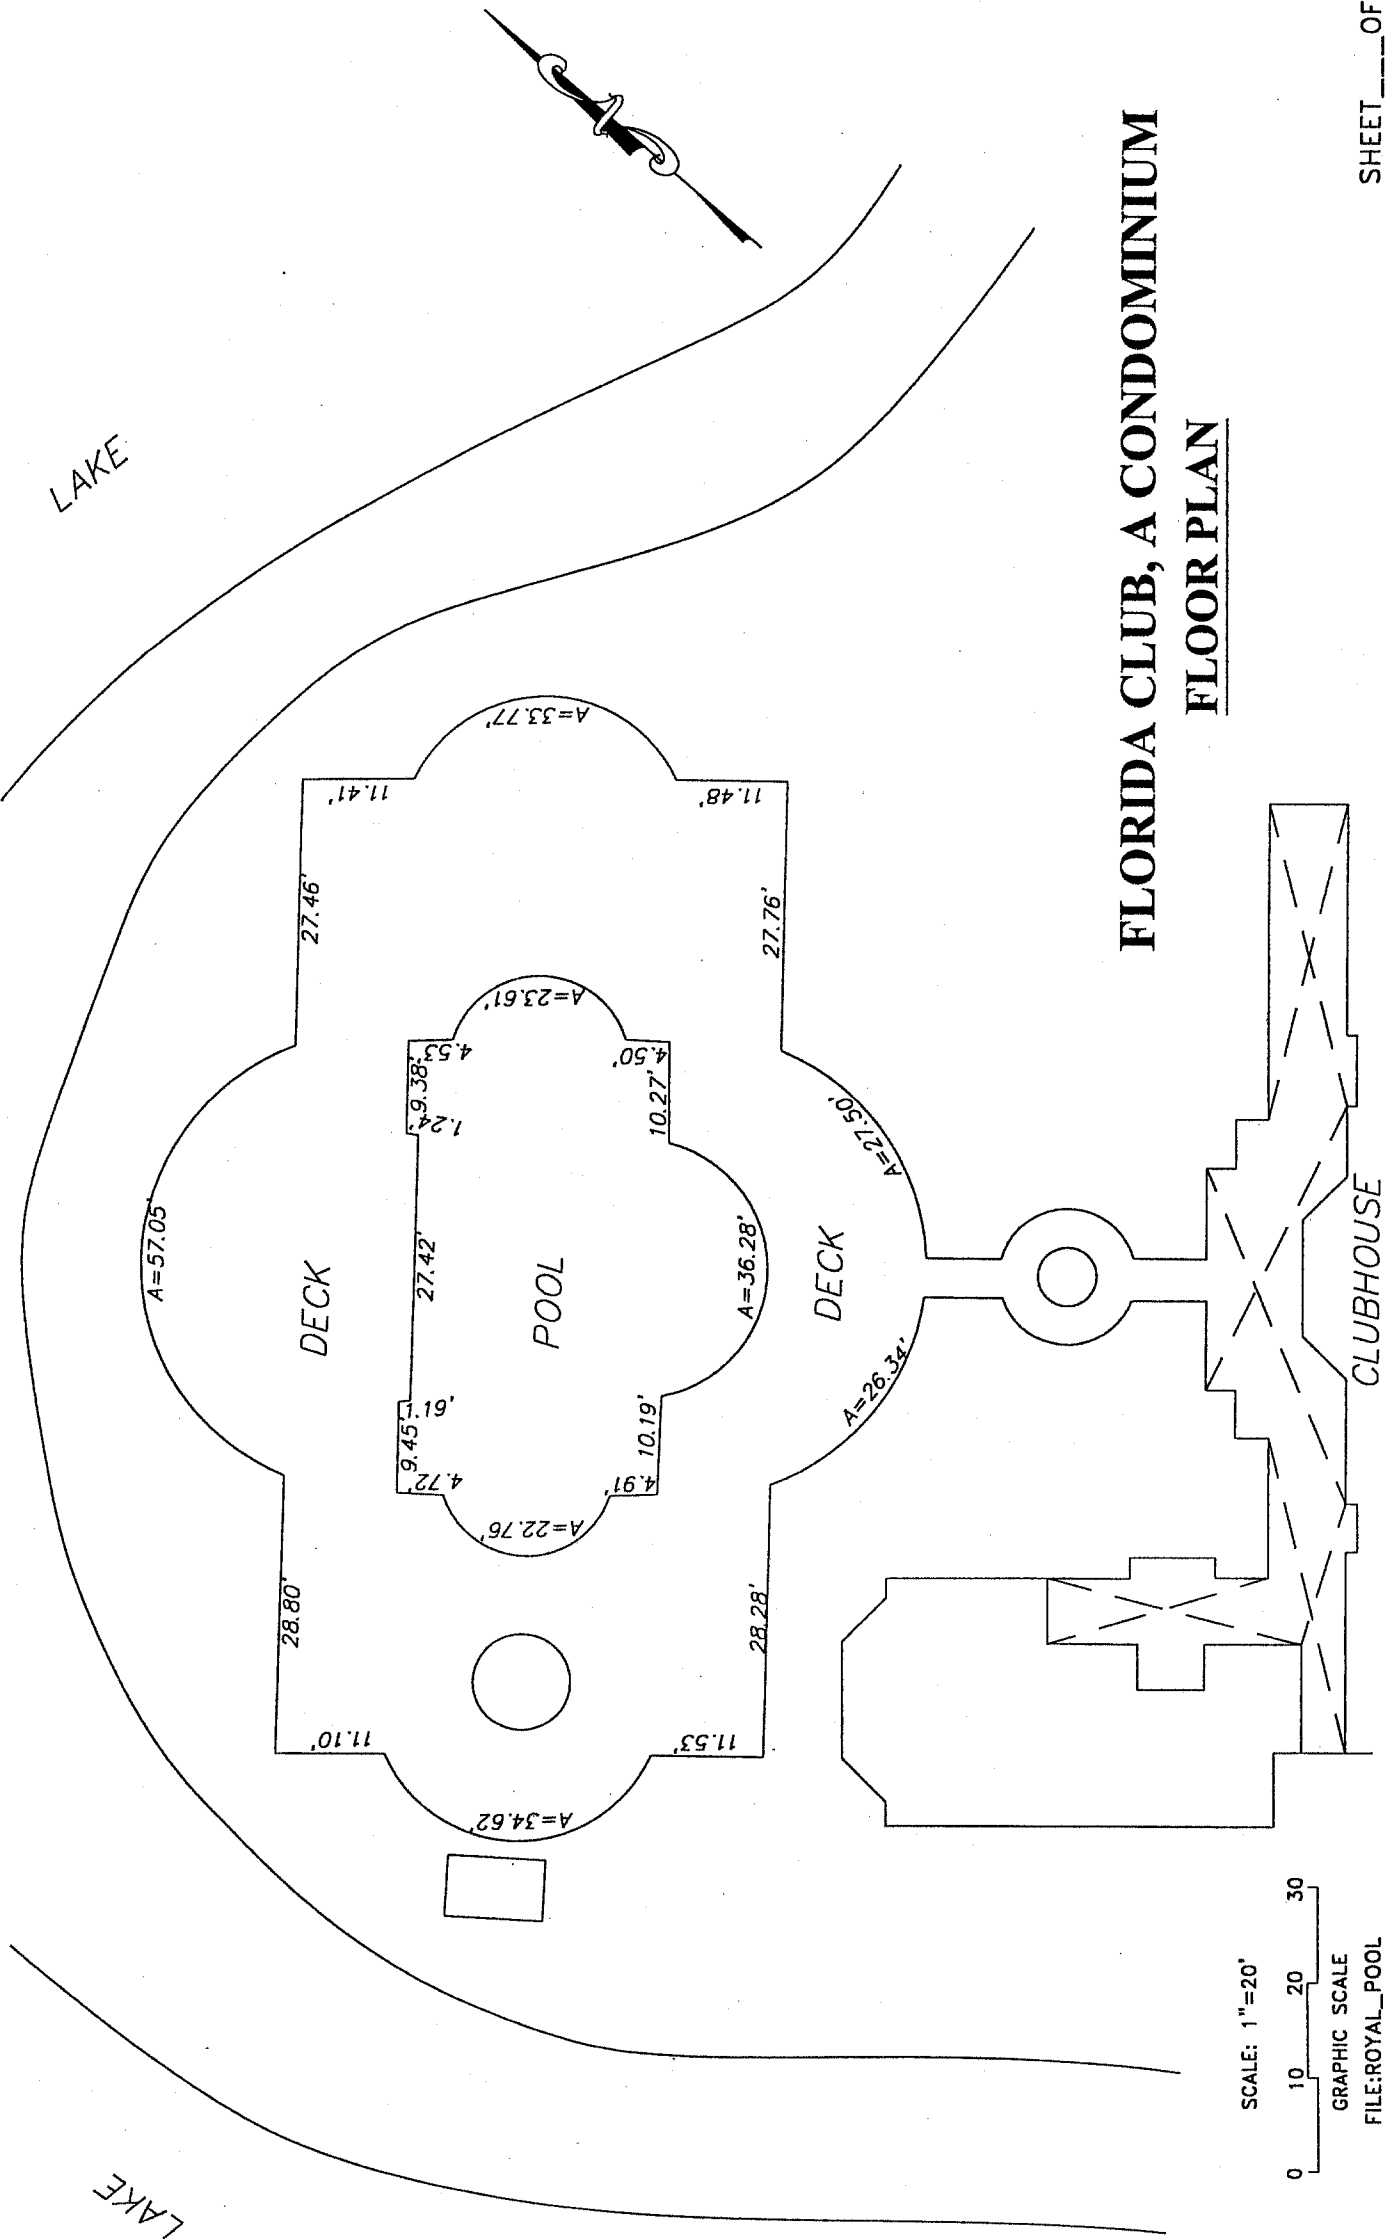 LAKE
LAKE
A=57.05'
28.80'
27.46'
DECK
11.10'
11.41'
9.45'
1.16'
27.42'
1.24'
9.38'
4.72'
4.53'
A=34.62'
A=22.76'
POOL
A=23.61'
A=33.77'
4.91'
10.19'
10.27'
4.50'
11.53'
28.28'
A=36.28'
27.76'
11.48'
DECK
A=26.34'
A=27.50'
CLUBHOUSE
FLORIDA CLUB, A CONDOMINIUM
FLOOR PLAN
SCALE: 1"=20'
0 10 20 30
GRAPHIC SCALE
FILE:ROYAL_POOL
SHEET___OF